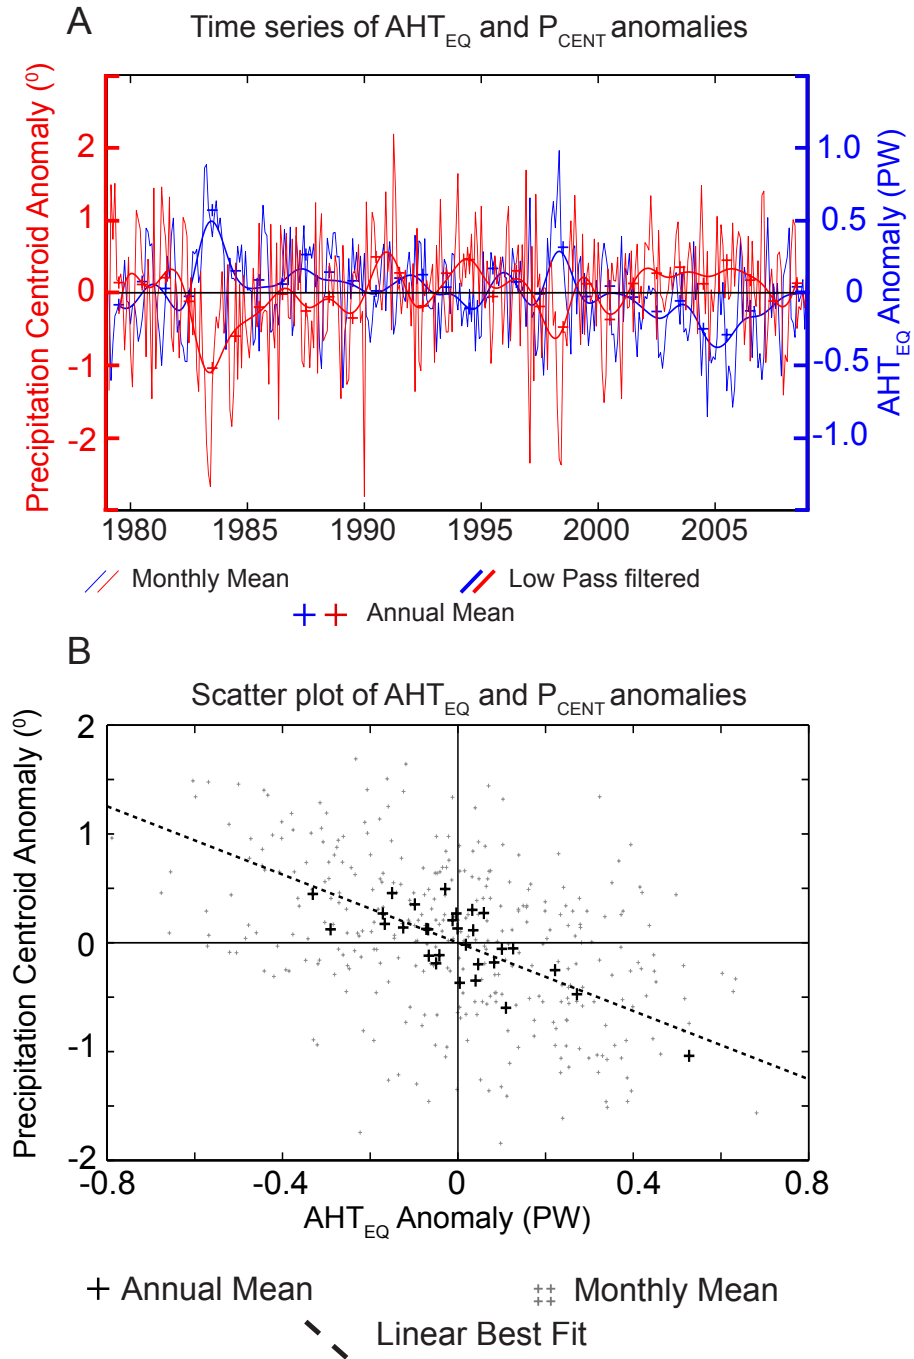 A
Time series of AHT_EQ and P_CENT anomalies
Precipitation Centroid Anomaly (⁰)
2
1
0
-1
-2
AHT_EQ Anomaly (PW)
1.0
0.5
0
-0.5
-1.0
1980 1985 1990 1995 2000 2005
Monthly Mean Low Pass filtered
Annual Mean
B
Scatter plot of AHT_EQ and P_CENT anomalies
Precipitation Centroid Anomaly (⁰)
2
1
0
-1
-2
-0.8 -0.4 0 0.4 0.8
AHT_EQ Anomaly (PW)
Annual Mean Monthly Mean
Linear Best Fit